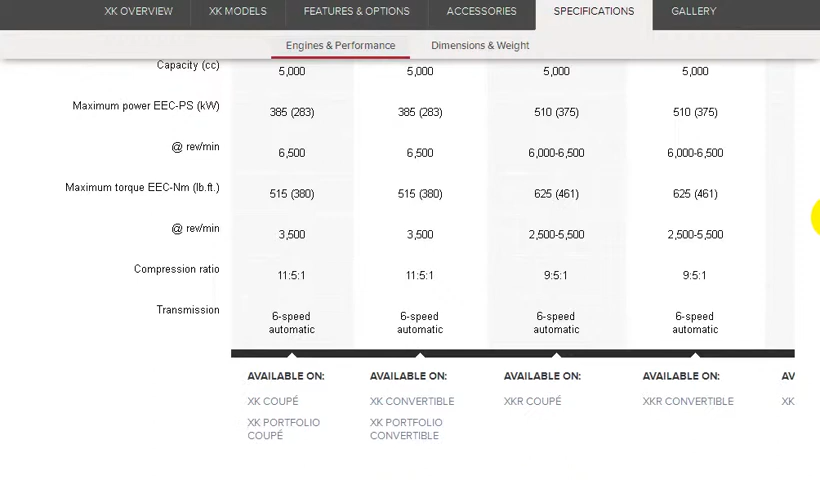 XK OVERVIEW XK MODELS FEATURES & OPTIONS ACCESSORIES SPECIFICATIONS GALLERY
Engines & Performance Dimensions & Weight
Capacity (cc) 5,000 5,000 5,000 5,000
Maximum power EEC-PS (kW) 385 (283) 385 (283) 510 (375) 510 (375)
@ rev/min 6,500 6,500 6,000-6,500 6,000-6,500
Maximum torque EEC-Nm (lb.ft.) 515 (380) 515 (380) 625 (461) 625 (461)
@ rev/min 3,500 3,500 2,500-5,500 2,500-5,500
Compression ratio 11:5:1 11:5:1 9:5:1 9:5:1
Transmission 6-speed 6-speed 6-speed 6-speed
automatic automatic automatic automatic
AVAILABLE ON: AVAILABLE ON: AVAILABLE ON: AVAILABLE ON: AV
XK COUPÉ XK CONVERTIBLE XKR COUPÉ XKR CONVERTIBLE XK
XK PORTFOLIO XK PORTFOLIO
COUPÉ CONVERTIBLE